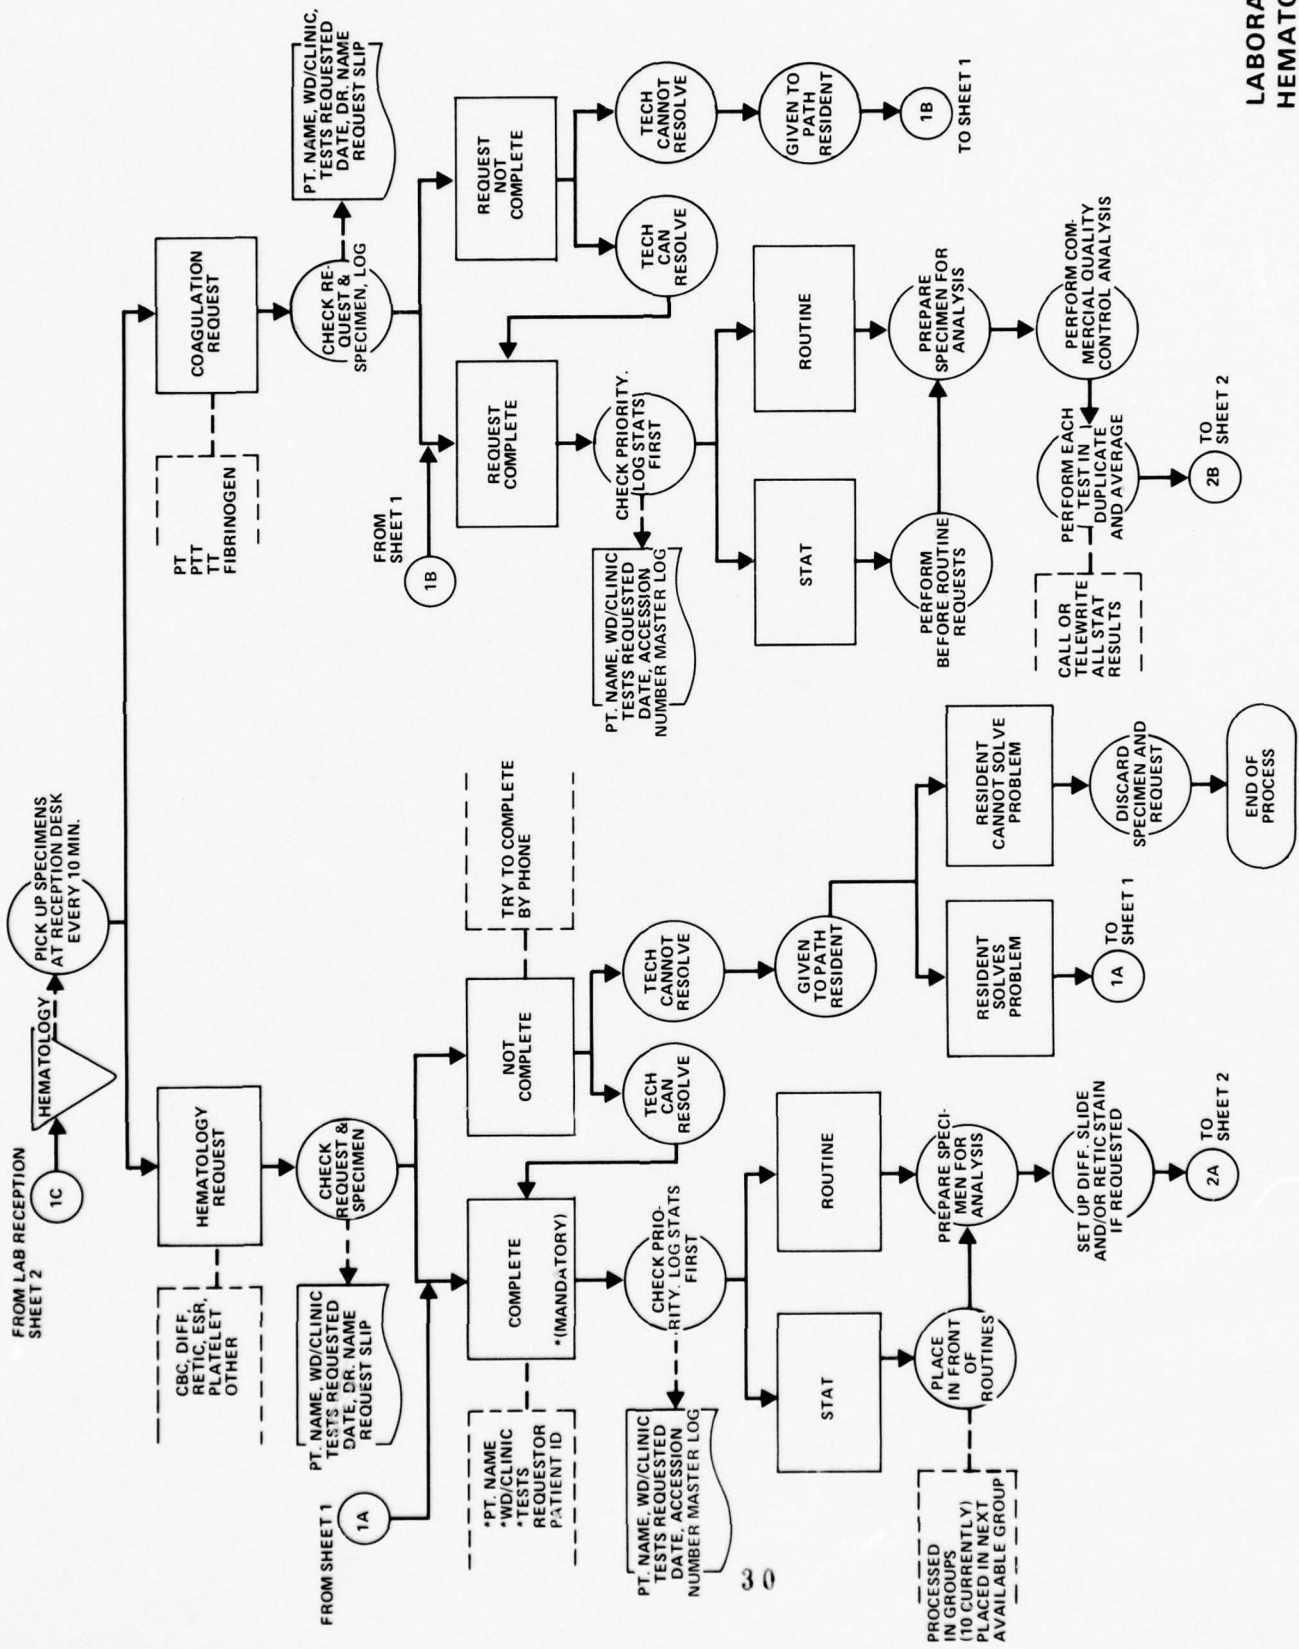 FROM LAB RECEPTION
SHEET 2
1C
HEMATOLOGY
PICK UP SPECIMENS
AT RECEPTION DESK
EVERY 10 MIN.
CBC, DIFF,
RETIC, ESR,
PLATELET
OTHER
HEMATOLOGY
REQUEST
PT
PTT
TT
FIBRINOGEN
COAGULATION
REQUEST
PT. NAME, WD/CLINIC
TESTS REQUESTED
DATE, DR. NAME
REQUEST SLIP
CHECK
REQUEST &
SPECIMEN
CHECK RE-
QUEST &
SPECIMEN, LOG
PT. NAME, WD/CLINIC,
TESTS REQUESTED
DATE, DR. NAME
REQUEST SLIP
FROM SHEET 1
1A
*PT. NAME
*WD/CLINIC
*TESTS
REQUESTOR
PATIENT ID
COMPLETE
*(MANDATORY)
NOT
COMPLETE
TRY TO COMPLETE
BY PHONE
FROM
SHEET 1
1B
REQUEST
COMPLETE
REQUEST
NOT
COMPLETE
PT. NAME, WD/CLINIC
TESTS REQUESTED
DATE, ACCESSION
NUMBER MASTER LOG
CHECK PRIO-
RITY. LOG STATS
FIRST
TECH
CAN
RESOLVE
TECH
CANNOT
RESOLVE
PT. NAME, WD/CLINIC
TESTS REQUESTED
DATE, ACCESSION
NUMBER MASTER LOG
CHECK PRIORITY.
LOG STATS
FIRST
TECH
CAN
RESOLVE
TECH
CANNOT
RESOLVE
STAT
ROUTINE
GIVEN
TO PATH
RESIDENT
STAT
ROUTINE
GIVEN TO
PATH
RESIDENT
PROCESSED
IN GROUPS
(10 CURRENTLY)
PLACED IN NEXT
AVAILABLE GROUP
PLACE
IN FRONT
OF
ROUTINES
PREPARE SPECI-
MEN FOR
ANALYSIS
RESIDENT
SOLVES
PROBLEM
RESIDENT
CANNOT SOLVE
PROBLEM
PERFORM
BEFORE ROUTINE
REQUESTS
PREPARE
SPECIMEN FOR
ANALYSIS
1B
TO SHEET 1
SET UP DIFF. SLIDE
AND/OR RETIC STAIN
IF REQUESTED
1A
TO
SHEET 1
DISCARD
SPECIMEN AND
REQUEST
CALL OR
TELEWRITE
ALL STAT
RESULTS
PERFORM EACH
TEST IN
DUPLICATE
AND AVERAGE
PERFORM COM-
MERCIAL QUALITY
CONTROL ANALYSIS
2A
TO
SHEET 2
END OF
PROCESS
2B
TO
SHEET 2
30